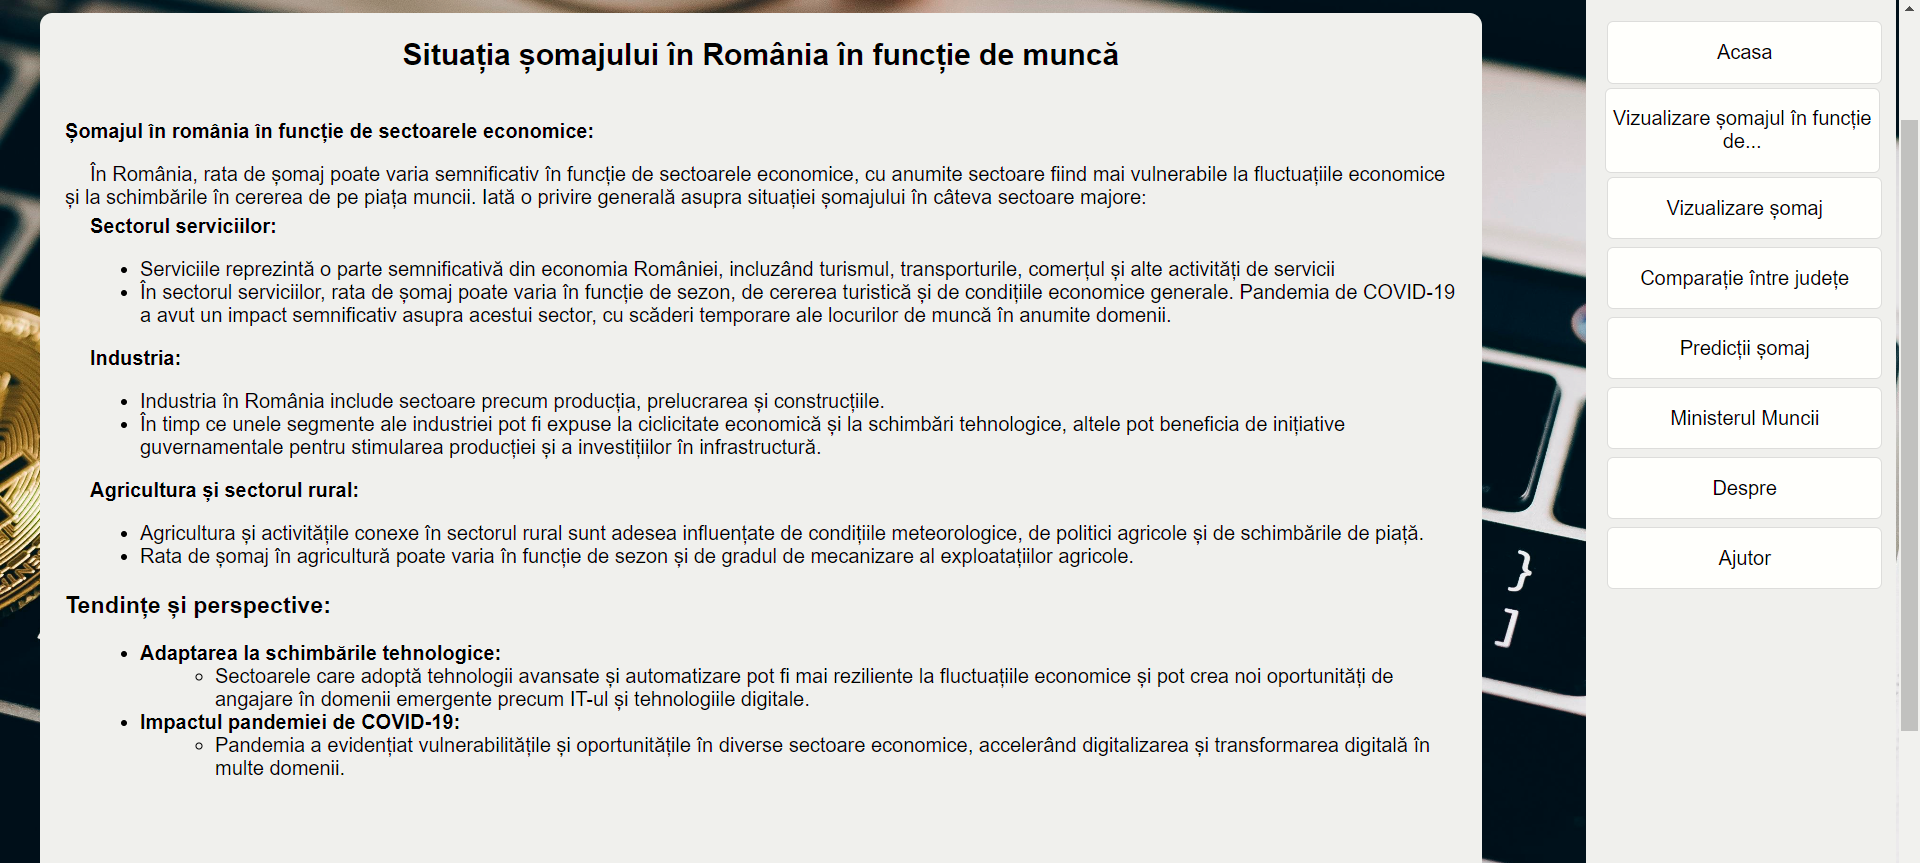 Situația șomajului în România în funcție de muncă
Șomajul în românia în funcție de sectoarele economice:
În România, rata de șomaj poate varia semnificativ în funcție de sectoarele economice, cu anumite sectoare fiind mai vulnerabile la fluctuațiile economice
și la schimbările în cererea de pe piața muncii. Iată o privire generală asupra situației șomajului în câteva sectoare majore:
Sectorul serviciilor:
• Serviciile reprezintă o parte semnificativă din economia României, incluzând turismul, transporturile, comerțul și alte activități de servicii
• În sectorul serviciilor, rata de șomaj poate varia în funcție de sezon, de cererea turistică și de condițiile economice generale. Pandemia de COVID-19
a avut un impact semnificativ asupra acestui sector, cu scăderi temporare ale locurilor de muncă în anumite domenii.
Industria:
• Industria în România include sectoare precum producția, prelucrarea și construcțiile.
• În timp ce unele segmente ale industriei pot fi expuse la ciclicitate economică și la schimbări tehnologice, altele pot beneficia de inițiative
guvernamentale pentru stimularea producției și a investițiilor în infrastructură.
Agricultura și sectorul rural:
• Agricultura și activitățile conexe în sectorul rural sunt adesea influențate de condițiile meteorologice, de politici agricole și de schimbările de piață.
• Rata de șomaj în agricultură poate varia în funcție de sezon și de gradul de mecanizare al exploatațiilor agricole.
Tendințe și perspective:
• Adaptarea la schimbările tehnologice:
◦ Sectoarele care adoptă tehnologii avansate și automatizare pot fi mai reziliente la fluctuațiile economice și pot crea noi oportunități de
angajare în domenii emergente precum IT-ul și tehnologiile digitale.
• Impactul pandemiei de COVID-19:
◦ Pandemia a evidențiat vulnerabilitățile și oportunitățile în diverse sectoare economice, accelerând digitalizarea și transformarea digitală în
multe domenii.
Acasa
Vizualizare șomajul în funcție
de...
Vizualizare șomaj
Comparație între județe
Predicții șomaj
Ministerul Muncii
Despre
Ajutor
}
]